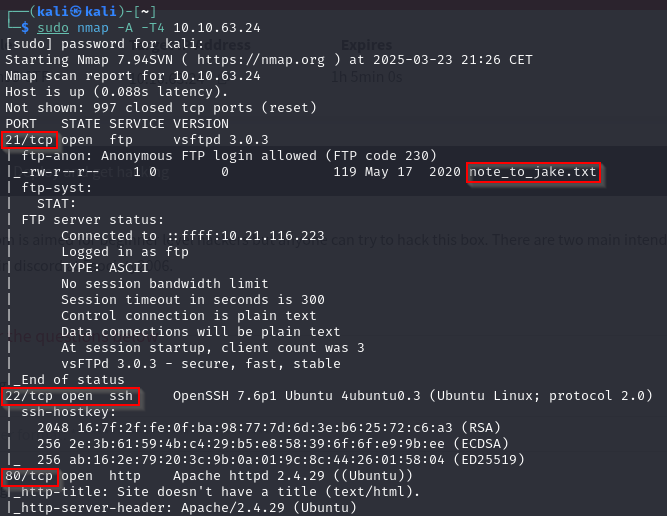 ┌──(kali㉿kali)-[~]
└─$ sudo nmap -A -T4 10.10.63.24
[sudo] password for kali:
Starting Nmap 7.94SVN ( https://nmap.org ) at 2025-03-23 21:26 CET
Nmap scan report for 10.10.63.24
Host is up (0.088s latency).
Not shown: 997 closed tcp ports (reset)
PORT   STATE SERVICE VERSION
21/tcp open  ftp     vsftpd 3.0.3
| ftp-anon: Anonymous FTP login allowed (FTP code 230)
|_-rw-r--r--    1 0        0             119 May 17  2020 note_to_jake.txt
| ftp-syst:
|   STAT:
| FTP server status:
|      Connected to ::ffff:10.21.116.223
|      Logged in as ftp
|      TYPE: ASCII
|      No session bandwidth limit
|      Session timeout in seconds is 300
|      Control connection is plain text
|      Data connections will be plain text
|      At session startup, client count was 3
|      vsFTPd 3.0.3 - secure, fast, stable
|_End of status
22/tcp open  ssh     OpenSSH 7.6p1 Ubuntu 4ubuntu0.3 (Ubuntu Linux; protocol 2.0)
| ssh-hostkey:
|   2048 16:7f:2f:fe:0f:ba:98:77:7d:6d:3e:b6:25:72:c6:a3 (RSA)
|   256 2e:3b:61:59:4b:c4:29:b5:e8:58:39:6f:6f:e9:9b:ee (ECDSA)
|_  256 ab:16:2e:79:20:3c:9b:0a:01:9c:8c:44:26:01:58:04 (ED25519)
80/tcp open  http    Apache httpd 2.4.29 ((Ubuntu))
|_http-title: Site doesn't have a title (text/html).
|_http-server-header: Apache/2.4.29 (Ubuntu)